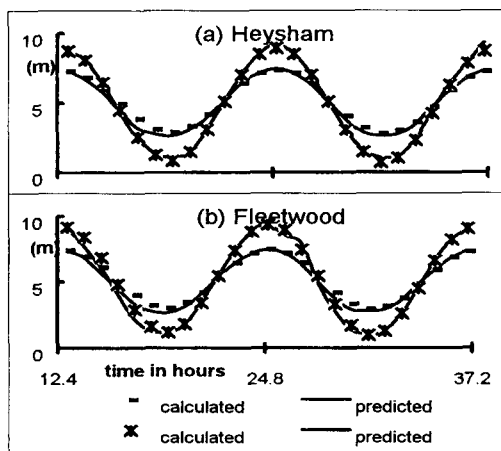 10
(a) Heysham
(m)
5
0
10
(b) Fleetwood
(m)
5
0
12.4
24.8
37.2
time in hours
calculated
predicted
calculated
predicted